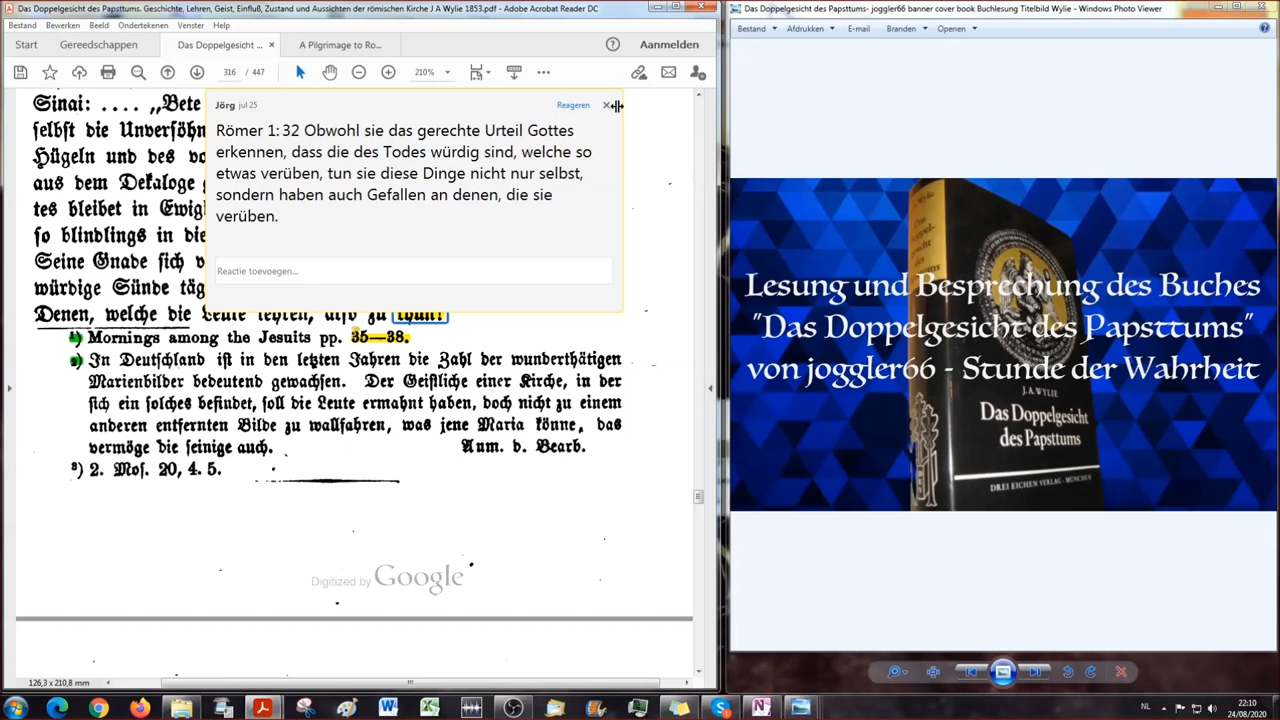 Das Doppelgesicht des Papsttums. Geschichte, Lehren, Geist, Einfluß, Zustand und Aussichten der römischen Kirche J A Wylie 1853.pdf - Adobe Acrobat Reader DC
Bestand Bewerken Beeld Ondertekenen Venster Help
Start Gereedschappen Das Doppelgesicht ... × A Pilgrimage to Ro... Anmelden
316 / 447 210%
Sinai: .... „Bete
selbst die Unversöhn
Hügeln und des vo
aus dem Dekaloge
tes bleibet in Ewig
so blindlings in die
Seine Gnade sich v
würdige Sünde täg
Denen, welche die Leute lehren, also zu thun!
Jörg jul 25 Reageren ×
Römer 1:32 Obwohl sie das gerechte Urteil Gottes
erkennen, dass die des Todes würdig sind, welche so
etwas verüben, tun sie diese Dinge nicht nur selbst,
sondern haben auch Gefallen an denen, die sie
verüben.
Reactie toevoegen...
¹) Mornings among the Jesuits pp. 35—38.
²) In Deutschland ist in den letzten Jahren die Zahl der wunderthätigen
Marienbilder bedeutend gewachsen. Der Geistliche einer Kirche, in der
sich ein solches befindet, soll die Leute ermahnt haben, doch nicht zu einem
anderen entfernten Bilde zu wallfahren, was jene Maria könne, das
vermöge die seinige auch. Anm. d. Bearb.
³) 2. Mos. 20, 4. 5.
Digitized by Google
126,3 x 210,8 mm
Das Doppelgesicht des Papsttums- joggler66 banner cover book Buchlesung Titelbild Wylie - Windows Photo Viewer
Bestand Afdrukken E-mail Branden Openen
Lesung und Besprechung des Buches
"Das Doppelgesicht des Papsttums"
von joggler66 - Stunde der Wahrheit
J.A.WYLIE
Das Doppelgesicht
des Papsttums
DREI EICHEN VERLAG · MÜNCHEN
NL 22:10
24/08/2020